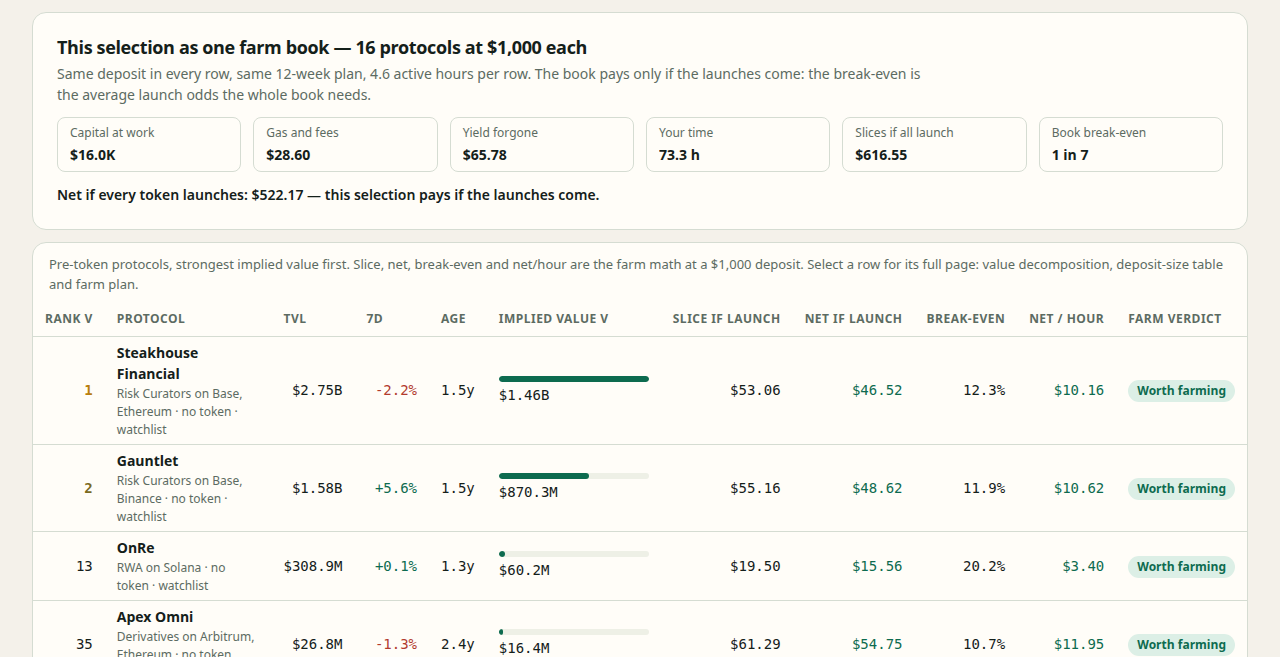 This selection as one farm book — 16 protocols at $1,000 each
Same deposit in every row, same 12-week plan, 4.6 active hours per row. The book pays only if the launches come: the break-even is
the average launch odds the whole book needs.
Capital at work
$16.0K
Gas and fees
$28.60
Yield forgone
$65.78
Your time
73.3 h
Slices if all launch
$616.55
Book break-even
1 in 7
Net if every token launches: $522.17 — this selection pays if the launches come.
Pre-token protocols, strongest implied value first. Slice, net, break-even and net/hour are the farm math at a $1,000 deposit. Select a row for its full page: value decomposition, deposit-size table
and farm plan.
RANK V PROTOCOL TVL 7D AGE IMPLIED VALUE V SLICE IF LAUNCH NET IF LAUNCH BREAK-EVEN NET / HOUR FARM VERDICT
Steakhouse
Financial
Risk Curators on Base,
Ethereum · no token ·
watchlist
1 $2.75B -2.2% 1.5y $1.46B $53.06 $46.52 12.3% $10.16 Worth farming
Gauntlet
Risk Curators on Base,
Binance · no token ·
watchlist
2 $1.58B +5.6% 1.5y $870.3M $55.16 $48.62 11.9% $10.62 Worth farming
OnRe
RWA on Solana · no
token · watchlist
13 $308.9M +0.1% 1.3y $60.2M $19.50 $15.56 20.2% $3.40 Worth farming
Apex Omni
Derivatives on Arbitrum,
Ethereum · no token
35 $26.8M -1.3% 2.4y $16.4M $61.29 $54.75 10.7% $11.95 Worth farming